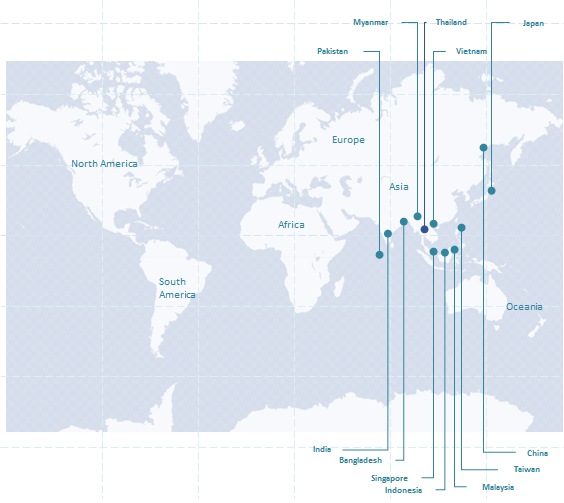 Myanmar
Thailand
Japan
Pakistan
Vietnam
Europe
North America
Asia
Africa
South
America
Oceania
India
Bangladesh
China
Taiwan
Singapore
Indonesia
Malaysia